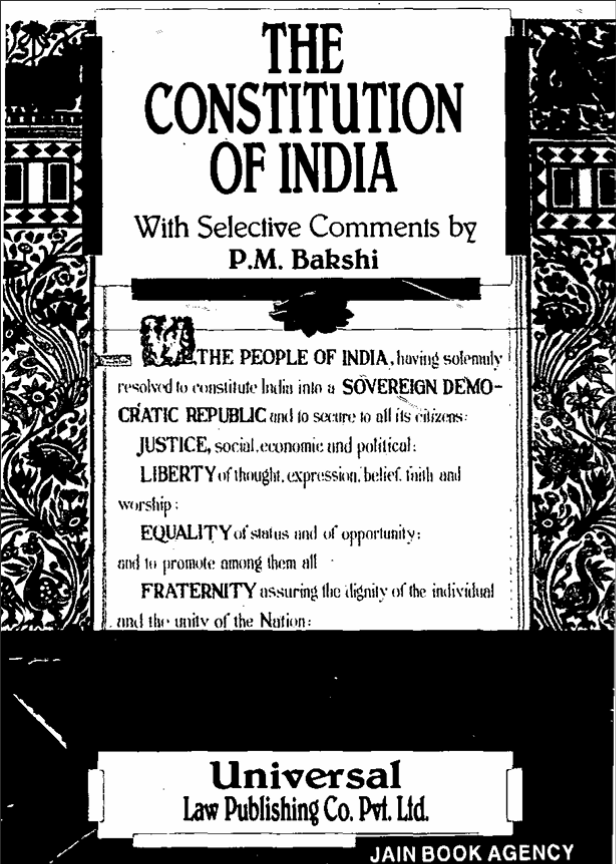 THE
CONSTITUTION
OF INDIA
With Selective Comments by
P.M. Bakshi
WE, THE PEOPLE OF INDIA, having solemnly
resolved to constitute India into a SOVEREIGN DEMO-
CRATIC REPUBLIC and to secure to all its citizens:
JUSTICE, social, economic and political;
LIBERTY of thought, expression, belief, faith and
worship;
EQUALITY of status and of opportunity;
and to promote among them all
FRATERNITY assuring the dignity of the individual
and the unity of the Nation;
Universal
Law Publishing Co. Pvt. Ltd.
JAIN BOOK AGENCY